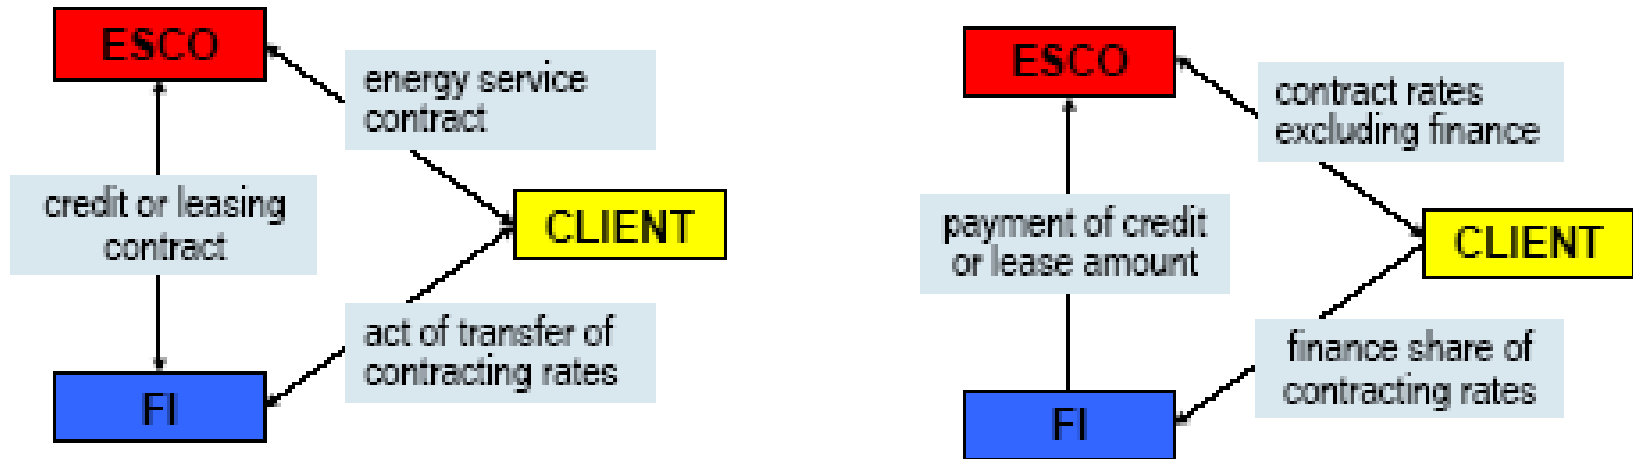 ESCO
energy service
contract
credit or leasing
contract
CLIENT
act of transfer of
contracting rates
FI
ESCO
contract rates
excluding finance
payment of credit
or lease amount
CLIENT
finance share of
contracting rates
FI